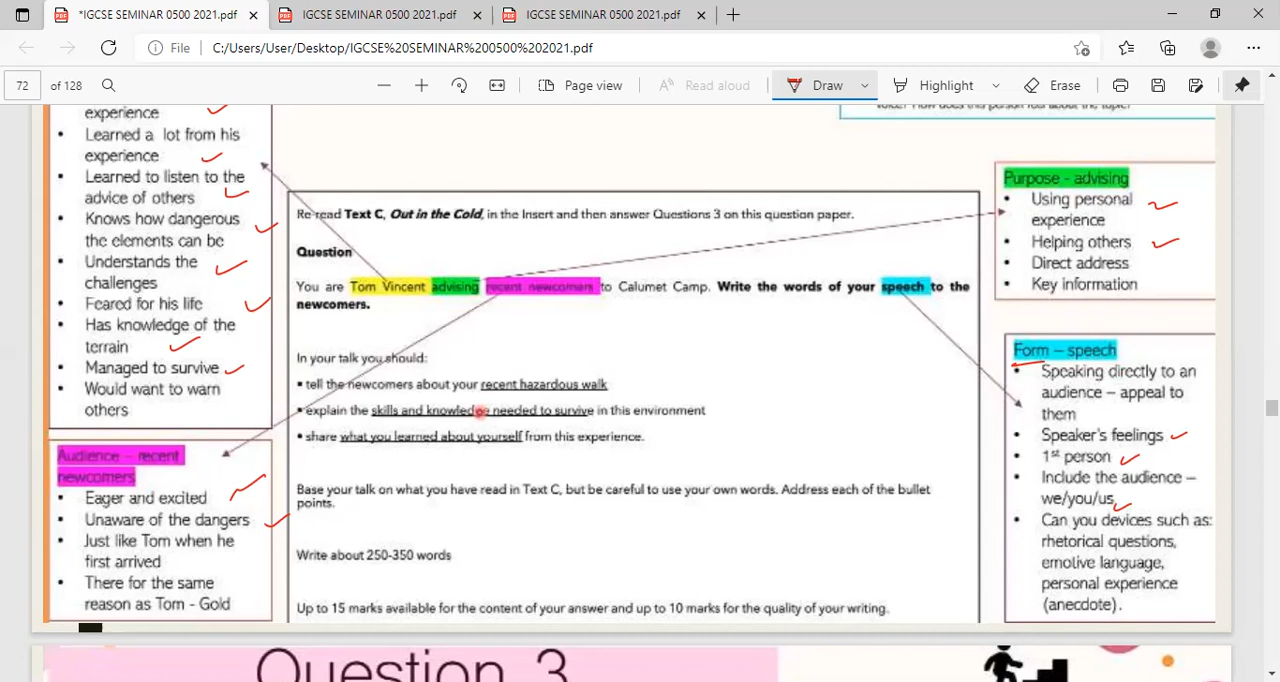 *IGCSE SEMINAR 0500 2021.pdf
IGCSE SEMINAR 0500 2021.pdf
IGCSE SEMINAR 0500 2021.pdf
File
C:/Users/User/Desktop/IGCSE%20SEMINAR%200500%202021.pdf
72 of 128
Page view
Read aloud
Draw
Highlight
Erase
experience
• Learned a lot from his
experience
• Learned to listen to the
advice of others
• Knows how dangerous
the elements can be
• Understands the
challenges
• Feared for his life
• Has knowledge of the
terrain
• Managed to survive
• Would want to warn
others
Audience – recent
newcomers
• Eager and excited
• Unaware of the dangers
• Just like Tom when he
first arrived
• There for the same
reason as Tom - Gold
Re-read Text C, Out in the Cold, in the Insert and then answer Questions 3 on this question paper.
Question
You are Tom Vincent advising recent newcomers to Calumet Camp. Write the words of your speech to the
newcomers.
In your talk you should:
▪ tell the newcomers about your recent hazardous walk
▪ explain the skills and knowledge needed to survive in this environment
▪ share what you learned about yourself from this experience.
Base your talk on what you have read in Text C, but be careful to use your own words. Address each of the bullet
points.
Write about 250-350 words
Up to 15 marks available for the content of your answer and up to 10 marks for the quality of your writing.
voice? How does this person feel about the topic
Purpose - advising
• Using personal
experience
• Helping others
• Direct address
• Key information
Form – speech
• Speaking directly to an
audience – appeal to
them
• Speaker's feelings
• 1st person
• Include the audience –
we/you/us
• Can you devices such as:
rhetorical questions,
emotive language,
personal experience
(anecdote).
Question 3